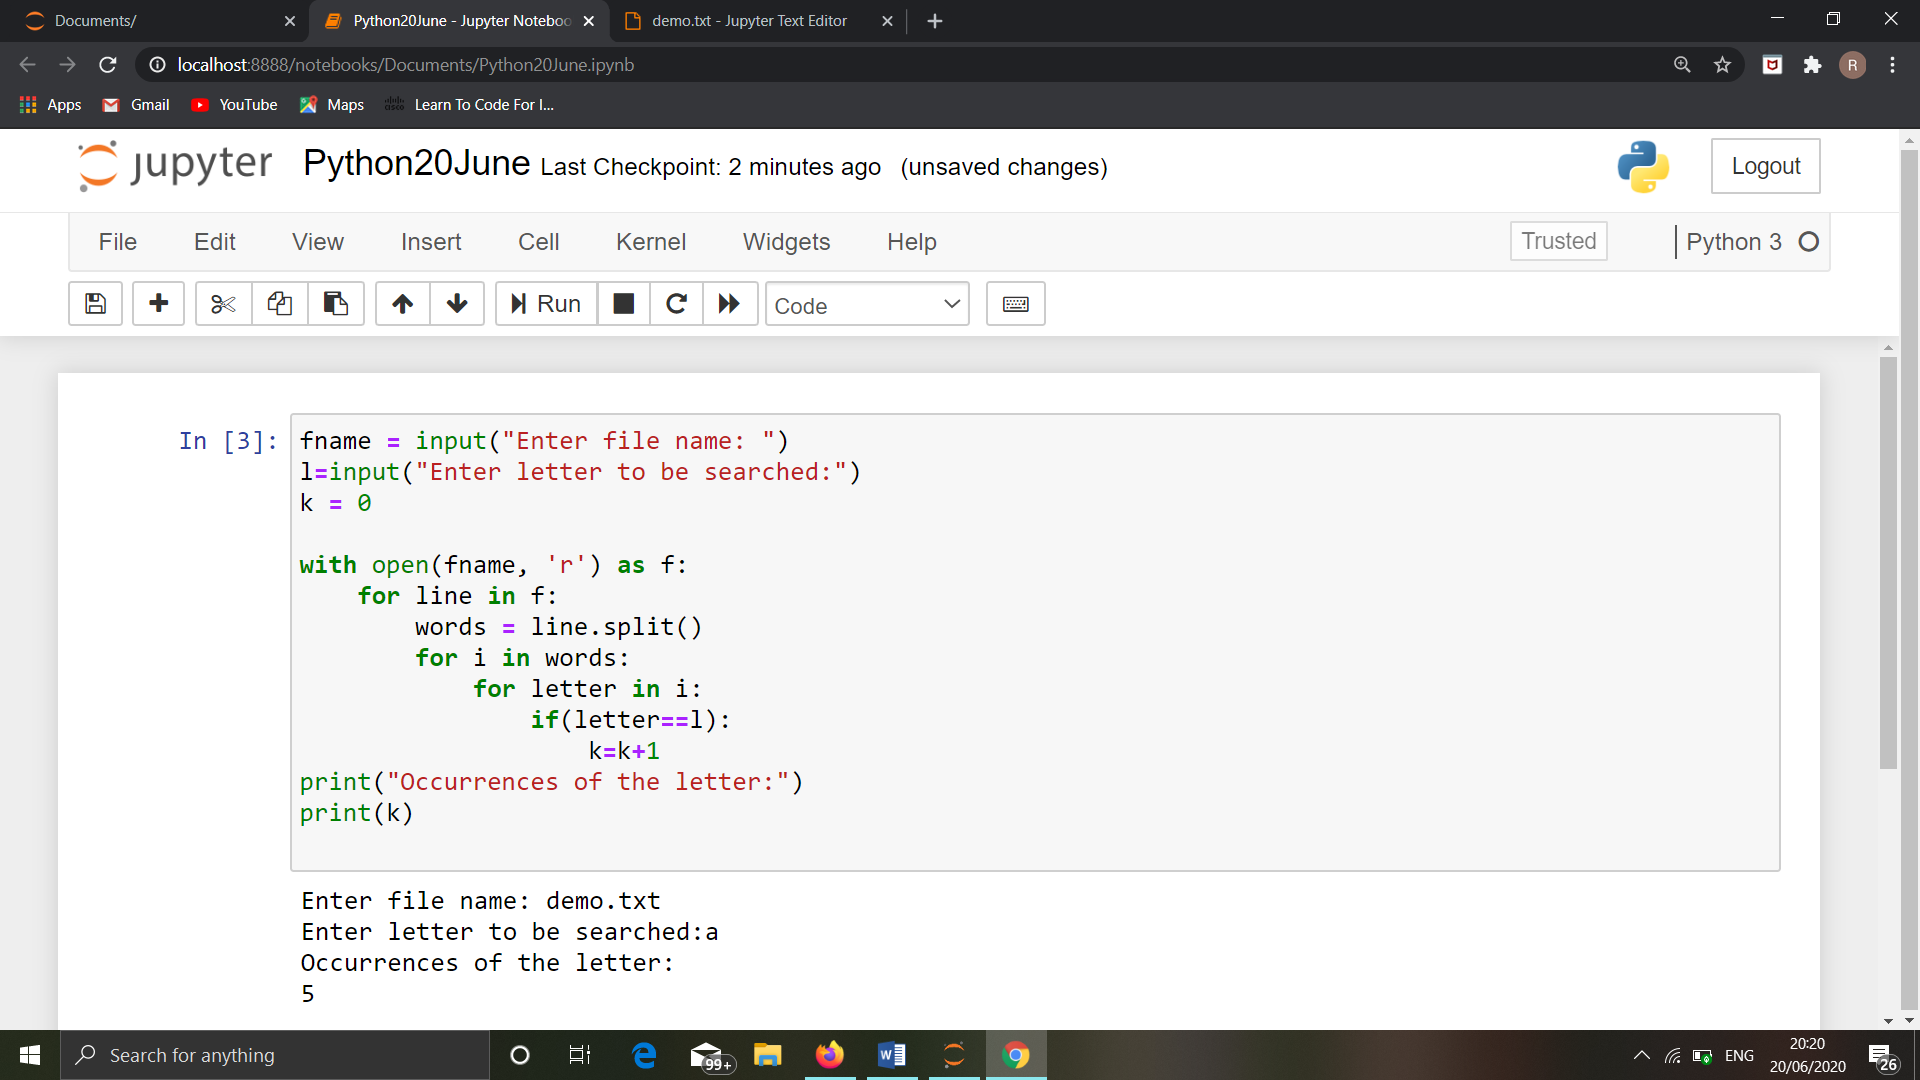 Documents/
Python20June - Jupyter Noteboo
demo.txt - Jupyter Text Editor
localhost:8888/notebooks/Documents/Python20June.ipynb
R
Apps
Gmail
YouTube
Maps
Learn To Code For I...
jupyter
Python20June Last Checkpoint: 2 minutes ago (unsaved changes)
Logout
File Edit View Insert Cell Kernel Widgets Help
Trusted
Python 3
Run
Code
In [3]:
fname = input("Enter file name: ")
l=input("Enter letter to be searched:")
k = 0
with open(fname, 'r') as f:
    for line in f:
        words = line.split()
        for i in words:
            for letter in i:
                if(letter==l):
                    k=k+1
print("Occurrences of the letter:")
print(k)
Enter file name: demo.txt
Enter letter to be searched:a
Occurrences of the letter:
5
Search for anything
99+
W
ENG
20:20
20/06/2020
26